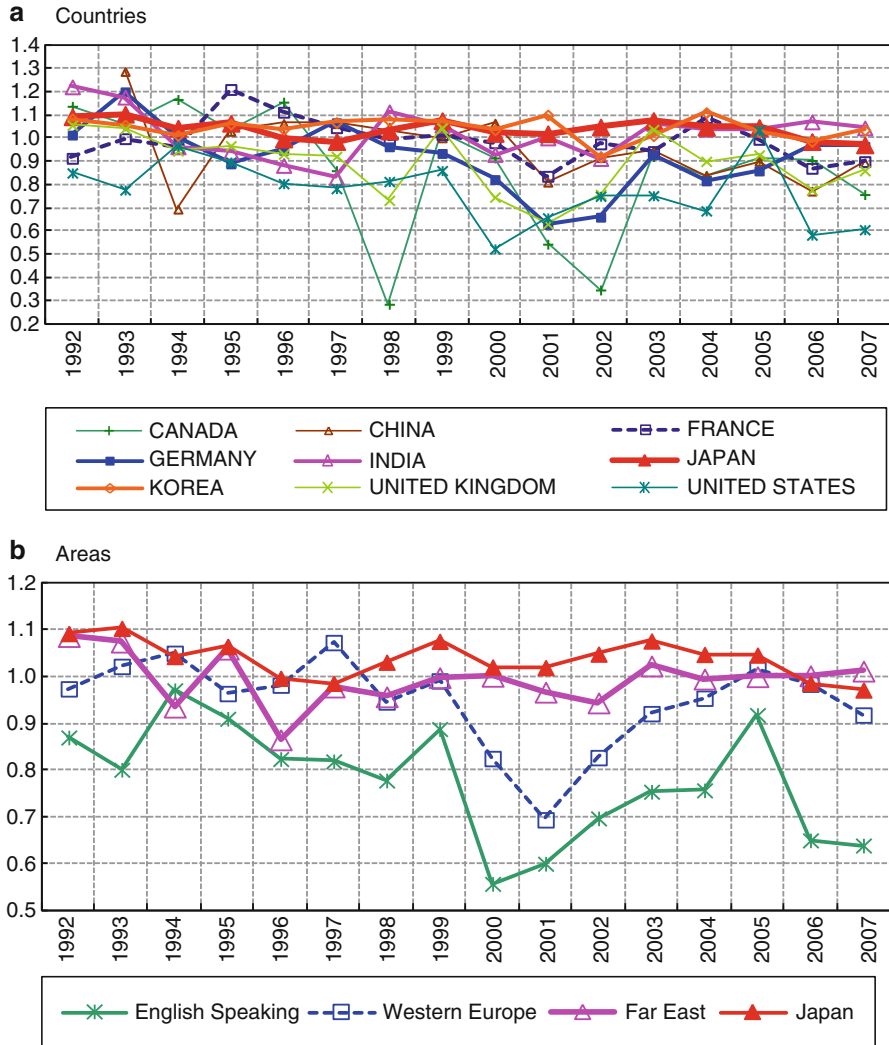 a Countries
1.4
1.3
1.2
1.1
1.0
0.9
0.8
0.7
0.6
0.5
0.4
0.3
0.2
1992 1993 1994 1995 1996 1997 1998 1999 2000 2001 2002 2003 2004 2005 2006 2007
CANADA CHINA FRANCE
GERMANY INDIA JAPAN
KOREA UNITED KINGDOM UNITED STATES
b Areas
1.2
1.1
1.0
0.9
0.8
0.7
0.6
0.5
1992 1993 1994 1995 1996 1997 1998 1999 2000 2001 2002 2003 2004 2005 2006 2007
English Speaking Western Europe Far East Japan